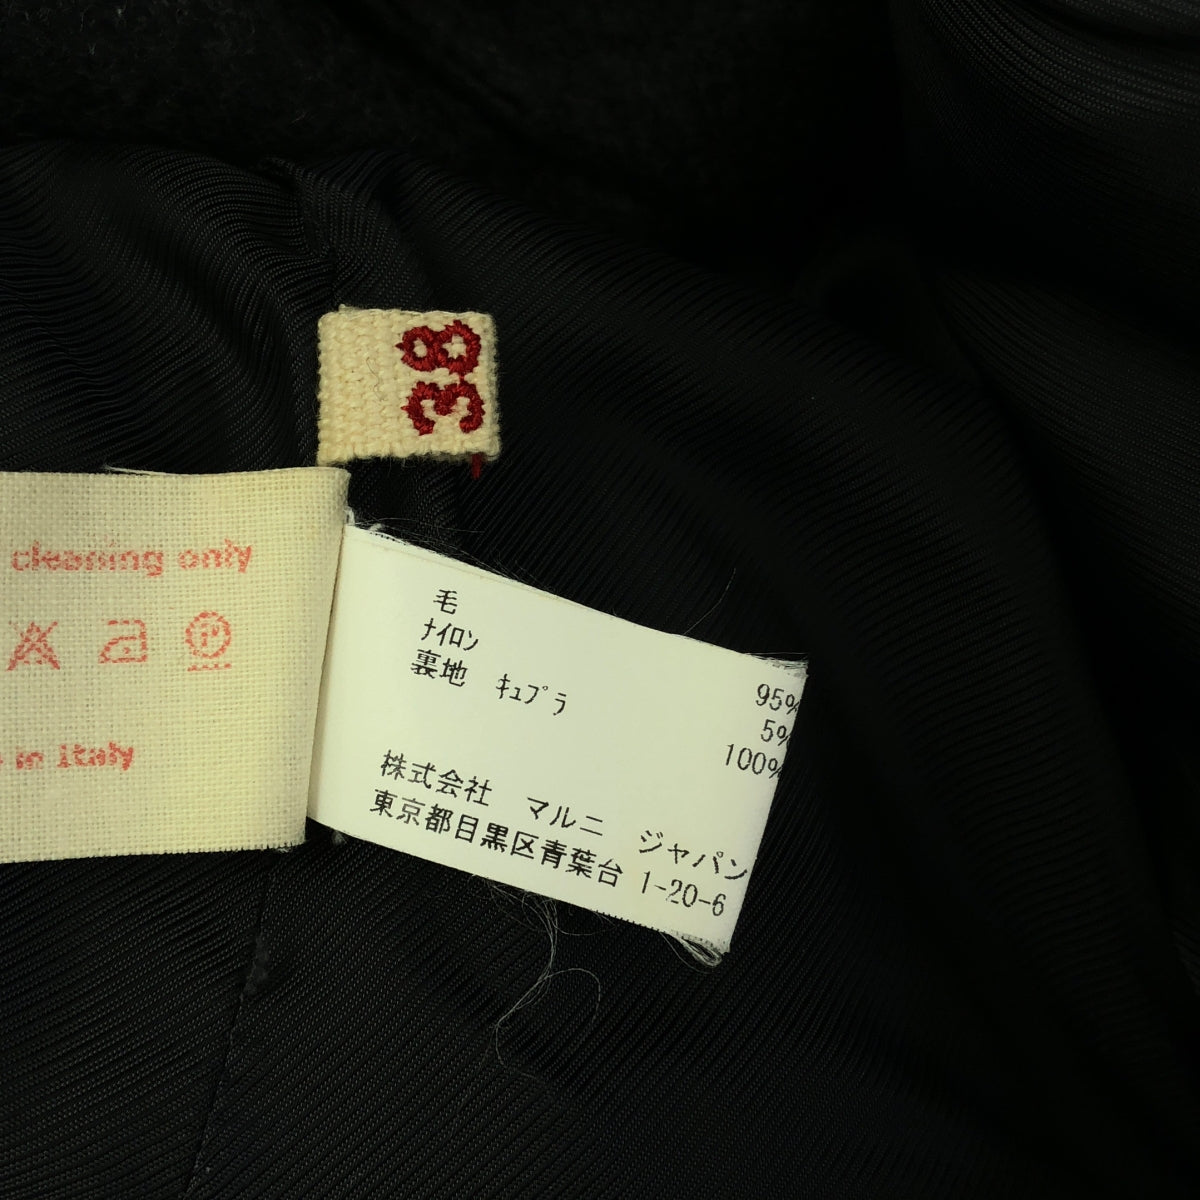 38
cleaning only
P
in Italy
毛 95%
ナイロン 5%
裏地 キュプラ 100%
株式会社 マルニ ジャパン
東京都目黒区青葉台 1-20-6